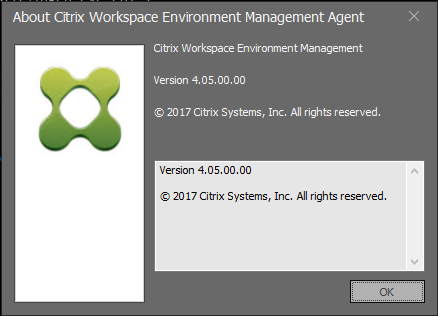 About Citrix Workspace Environment Management Agent
Citrix Workspace Environment Management
Version 4.05.00.00
© 2017 Citrix Systems, Inc. All rights reserved.
Version 4.05.00.00
© 2017 Citrix Systems, Inc. All rights reserved.
OK